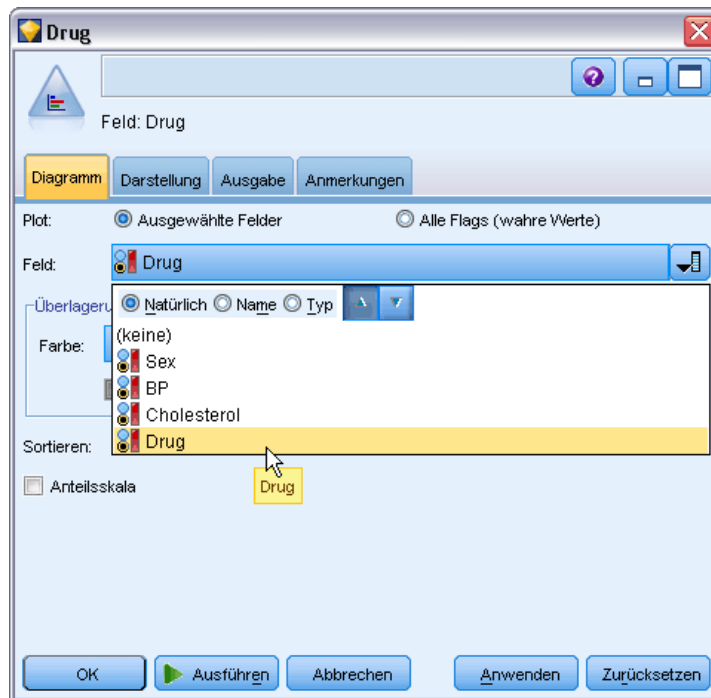 Drug
Feld: Drug
Diagramm Darstellung Ausgabe Anmerkungen
Plot: Ausgewählte Felder Alle Flags (wahre Werte)
Feld: Drug
Natürlich Name Typ
(keine)
Farbe:
Sex
BP
Cholesterol
Drug
Sortieren:
Anteilsskala
Drug
OK Ausführen Abbrechen Anwenden Zurücksetzen